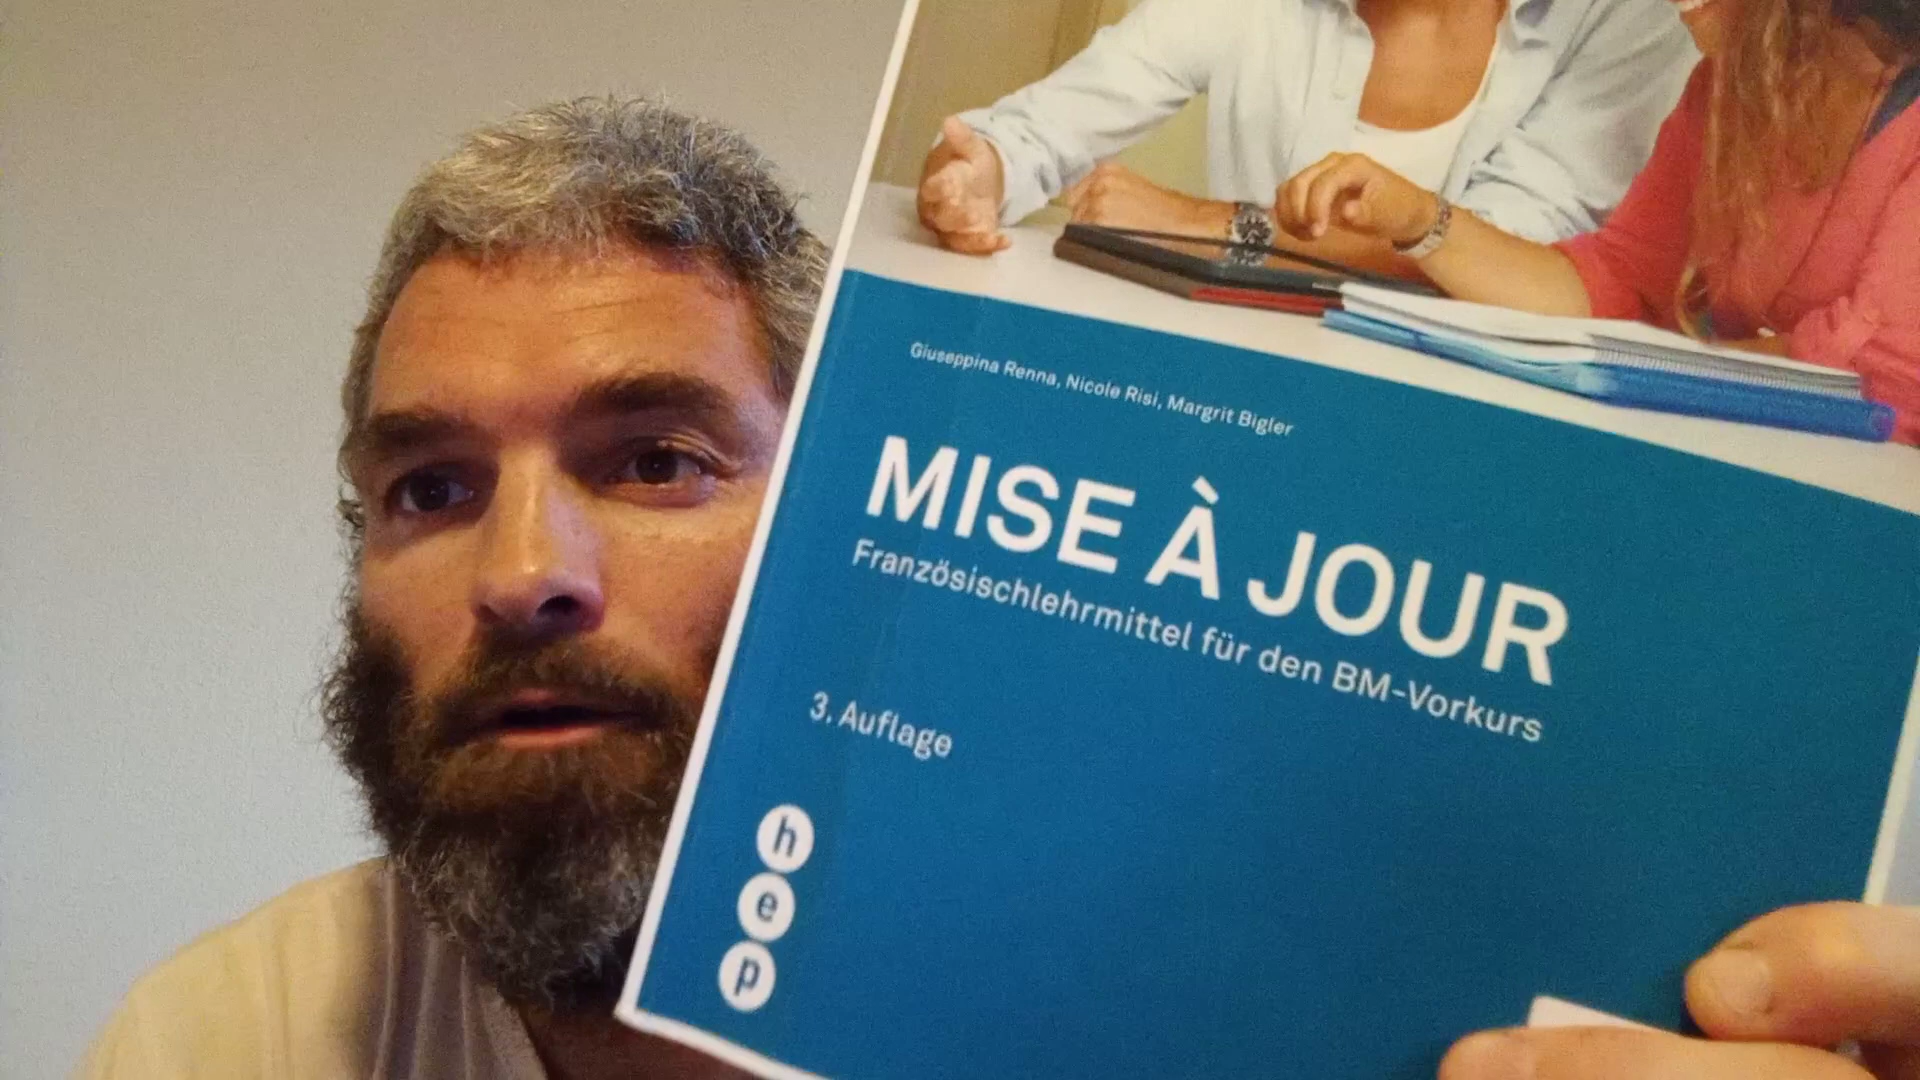 Giuseppina Renna, Nicole Risi, Margrit Bigler
MISE À JOUR
Französischlehrmittel für den BM-Vorkurs
3. Auflage
h
e
p